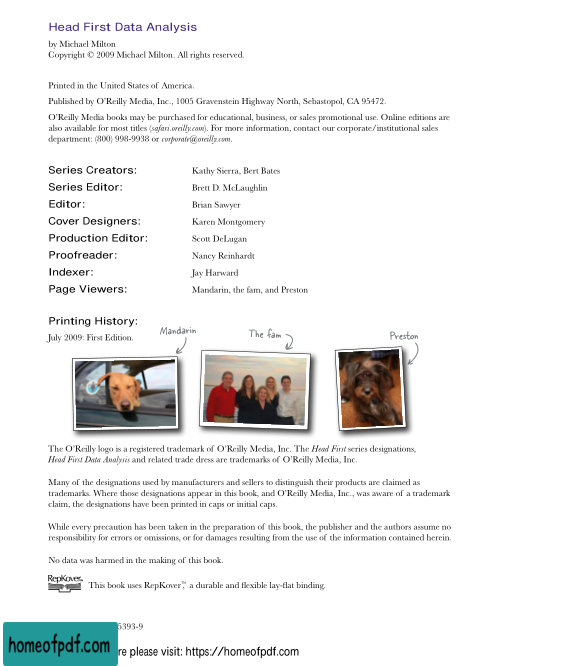 Head First Data Analysis
by Michael Milton
Copyright © 2009 Michael Milton. All rights reserved.
Printed in the United States of America.
Published by O'Reilly Media, Inc., 1005 Gravenstein Highway North, Sebastopol, CA 95472.
O'Reilly Media books may be purchased for educational, business, or sales promotional use. Online editions are
also available for most titles (safari.oreilly.com). For more information, contact our corporate/institutional sales
department: (800) 998-9938 or corporate@oreilly.com.
Series Creators: Kathy Sierra, Bert Bates
Series Editor: Brett D. McLaughlin
Editor: Brian Sawyer
Cover Designers: Karen Montgomery
Production Editor: Scott DeLugan
Proofreader: Nancy Reinhardt
Indexer: Jay Harward
Page Viewers: Mandarin, the fam, and Preston
Printing History:
July 2009: First Edition.
Mandarin
The fam
Preston
The O'Reilly logo is a registered trademark of O'Reilly Media, Inc. The Head First series designations,
Head First Data Analysis and related trade dress are trademarks of O'Reilly Media, Inc.
Many of the designations used by manufacturers and sellers to distinguish their products are claimed as
trademarks. Where those designations appear in this book, and O'Reilly Media, Inc., was aware of a trademark
claim, the designations have been printed in caps or initial caps.
While every precaution has been taken in the preparation of this book, the publisher and the authors assume no
responsibility for errors or omissions, or for damages resulting from the use of the information contained herein.
No data was harmed in the making of this book.
RepKover
This book uses RepKover™, a durable and flexible lay-flat binding.
5393-9
homeofpdf.com
re please visit: https://homeofpdf.com